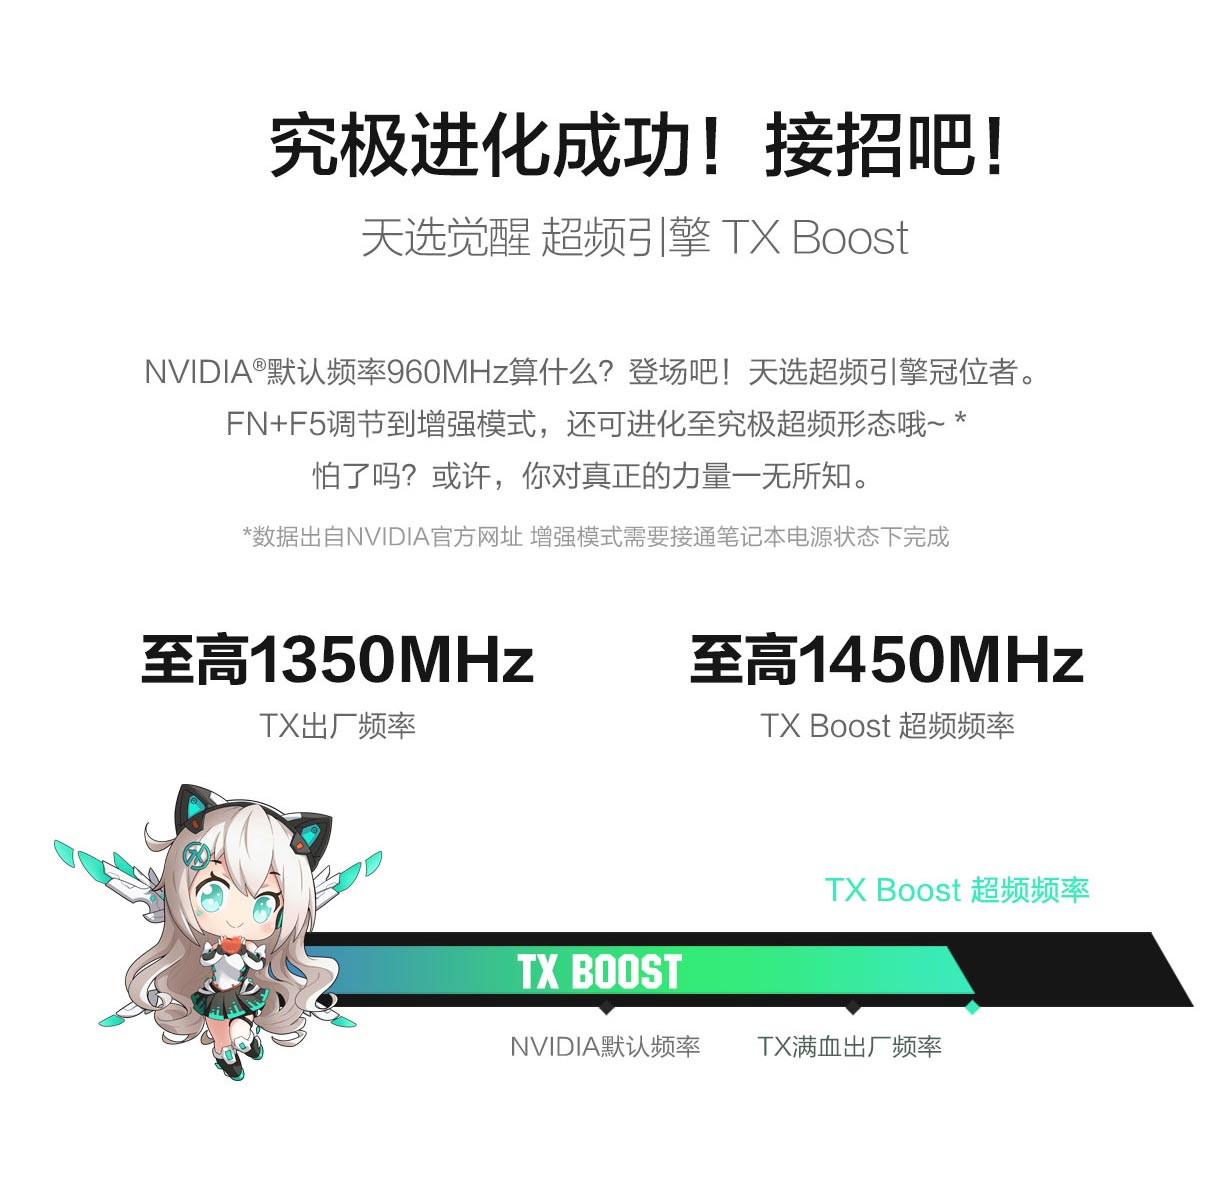 究极进化成功！接招吧！
天选觉醒 超频引擎 TX Boost
NVIDIA®默认频率960MHz算什么？登场吧！天选超频引擎冠位者。
FN+F5调节到增强模式，还可进化至究极超频形态哦~ *
怕了吗？或许，你对真正的力量一无所知。
*数据出自NVIDIA官方网址 增强模式需要接通笔记本电源状态下完成
至高1350MHz
至高1450MHz
TX出厂频率
TX Boost 超频频率
TX Boost 超频频率
TX BOOST
NVIDIA默认频率
TX满血出厂频率